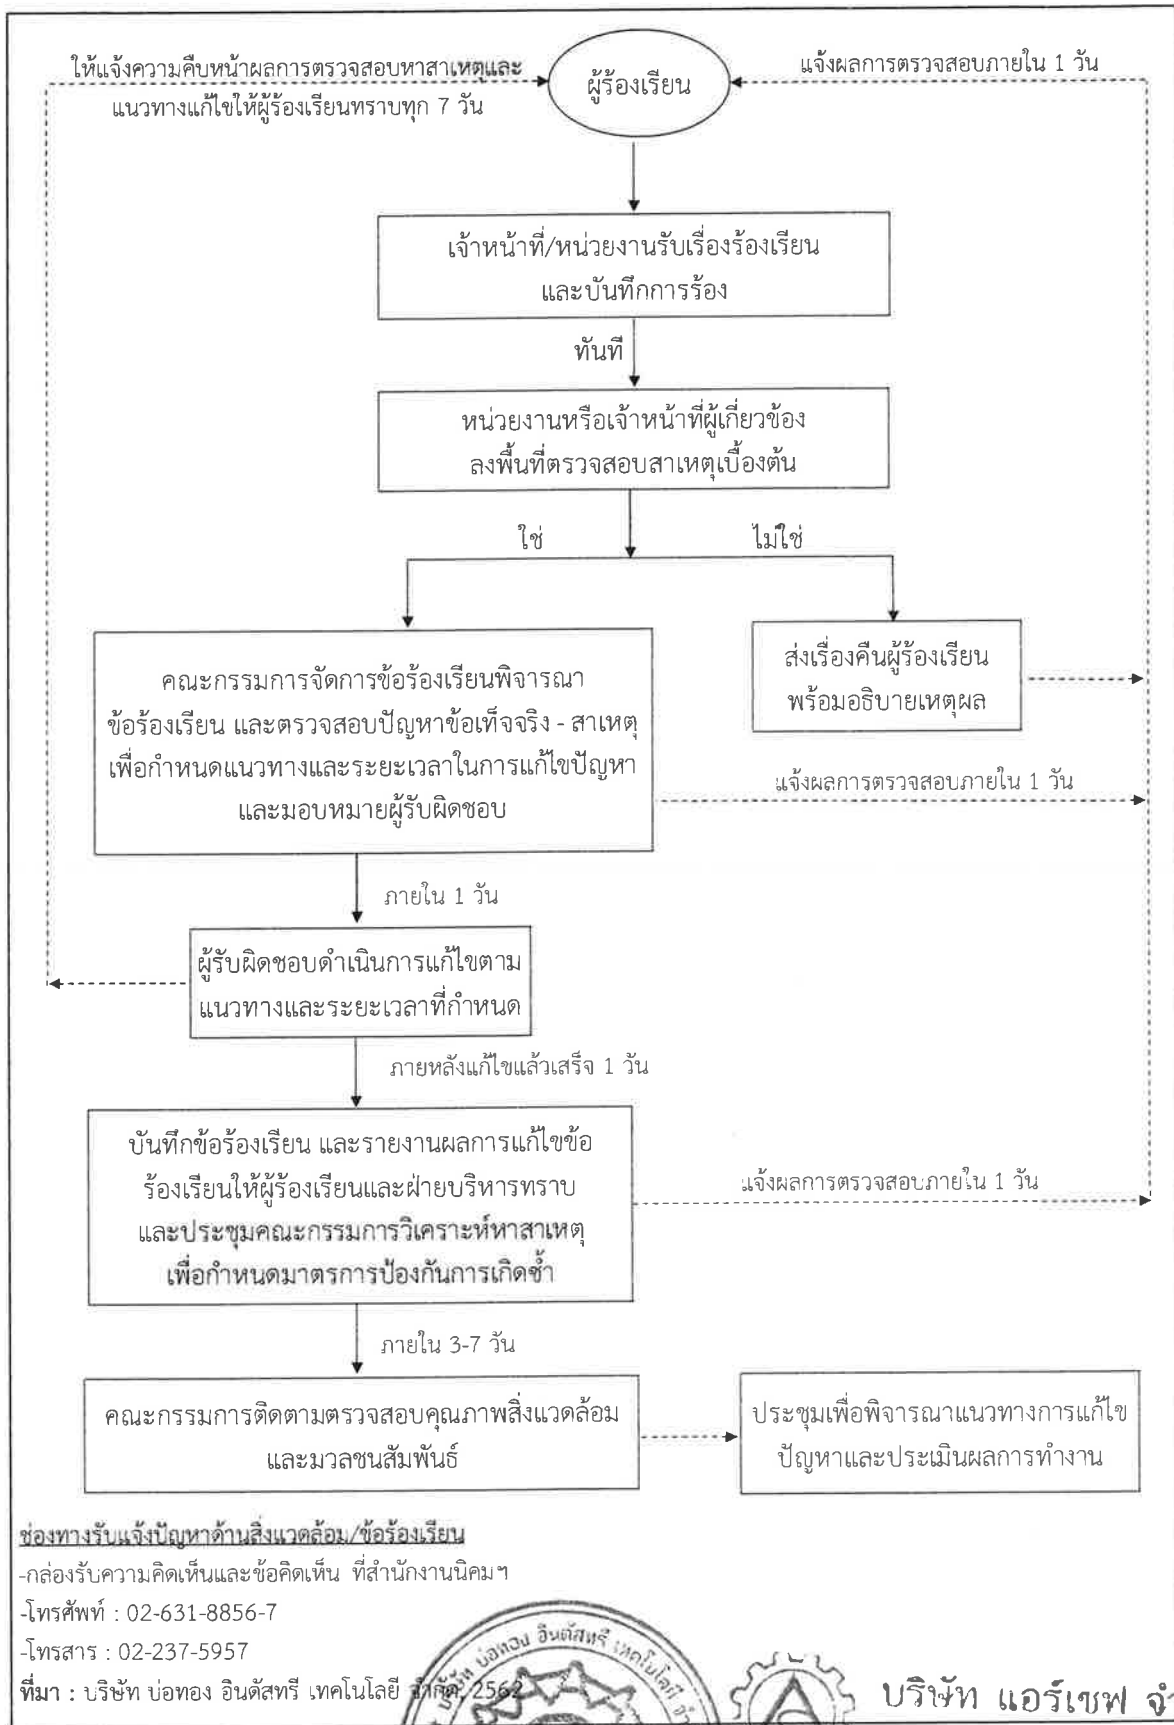 ให้แจ้งความคืบหน้าผลการตรวจสอบหาสาเหตุและ
แนวทางแก้ไขให้ผู้ร้องเรียนทราบทุก 7 วัน
ผู้ร้องเรียน
แจ้งผลการตรวจสอบภายใน 1 วัน
เจ้าหน้าที่/หน่วยงานรับเรื่องร้องเรียน
และบันทึกการร้อง
ทันที
หน่วยงานหรือเจ้าหน้าที่ผู้เกี่ยวข้อง
ลงพื้นที่ตรวจสอบสาเหตุเบื้องต้น
ใช่
ไม่ใช่
คณะกรรมการจัดการข้อร้องเรียนพิจารณา
ข้อร้องเรียน และตรวจสอบปัญหาข้อเท็จจริง - สาเหตุ
เพื่อกำหนดแนวทางและระยะเวลาในการแก้ไขปัญหา
และมอบหมายผู้รับผิดชอบ
ส่งเรื่องคืนผู้ร้องเรียน
พร้อมอธิบายเหตุผล
แจ้งผลการตรวจสอบภายใน 1 วัน
ภายใน 1 วัน
ผู้รับผิดชอบดำเนินการแก้ไขตาม
แนวทางและระยะเวลาที่กำหนด
ภายหลังแก้ไขแล้วเสร็จ 1 วัน
บันทึกข้อร้องเรียน และรายงานผลการแก้ไขข้อ
ร้องเรียนให้ผู้ร้องเรียนและฝ่ายบริหารทราบ
และประชุมคณะกรรมการวิเคราะห์หาสาเหตุ
เพื่อกำหนดมาตรการป้องกันการเกิดซ้ำ
แจ้งผลการตรวจสอบภายใน 1 วัน
ภายใน 3-7 วัน
คณะกรรมการติดตามตรวจสอบคุณภาพสิ่งแวดล้อม
และมวลชนสัมพันธ์
ประชุมเพื่อพิจารณาแนวทางการแก้ไข
ปัญหาและประเมินผลการทำงาน
ช่องทางรับแจ้งปัญหาด้านสิ่งแวดล้อม/ข้อร้องเรียน
-กล่องรับความคิดเห็นและข้อคิดเห็น ที่สำนักงานนิคมฯ
-โทรศัพท์ : 02-631-8856-7
-โทรสาร : 02-237-5957
ที่มา : บริษัท บ่อทอง อินดัสทรี เทคโนโลยี จำกัด, 2562
บริษัท บ่อทอง อินดัสทรี เทคโนโลยี จำ
บริษัท แอร์เซฟ จำ